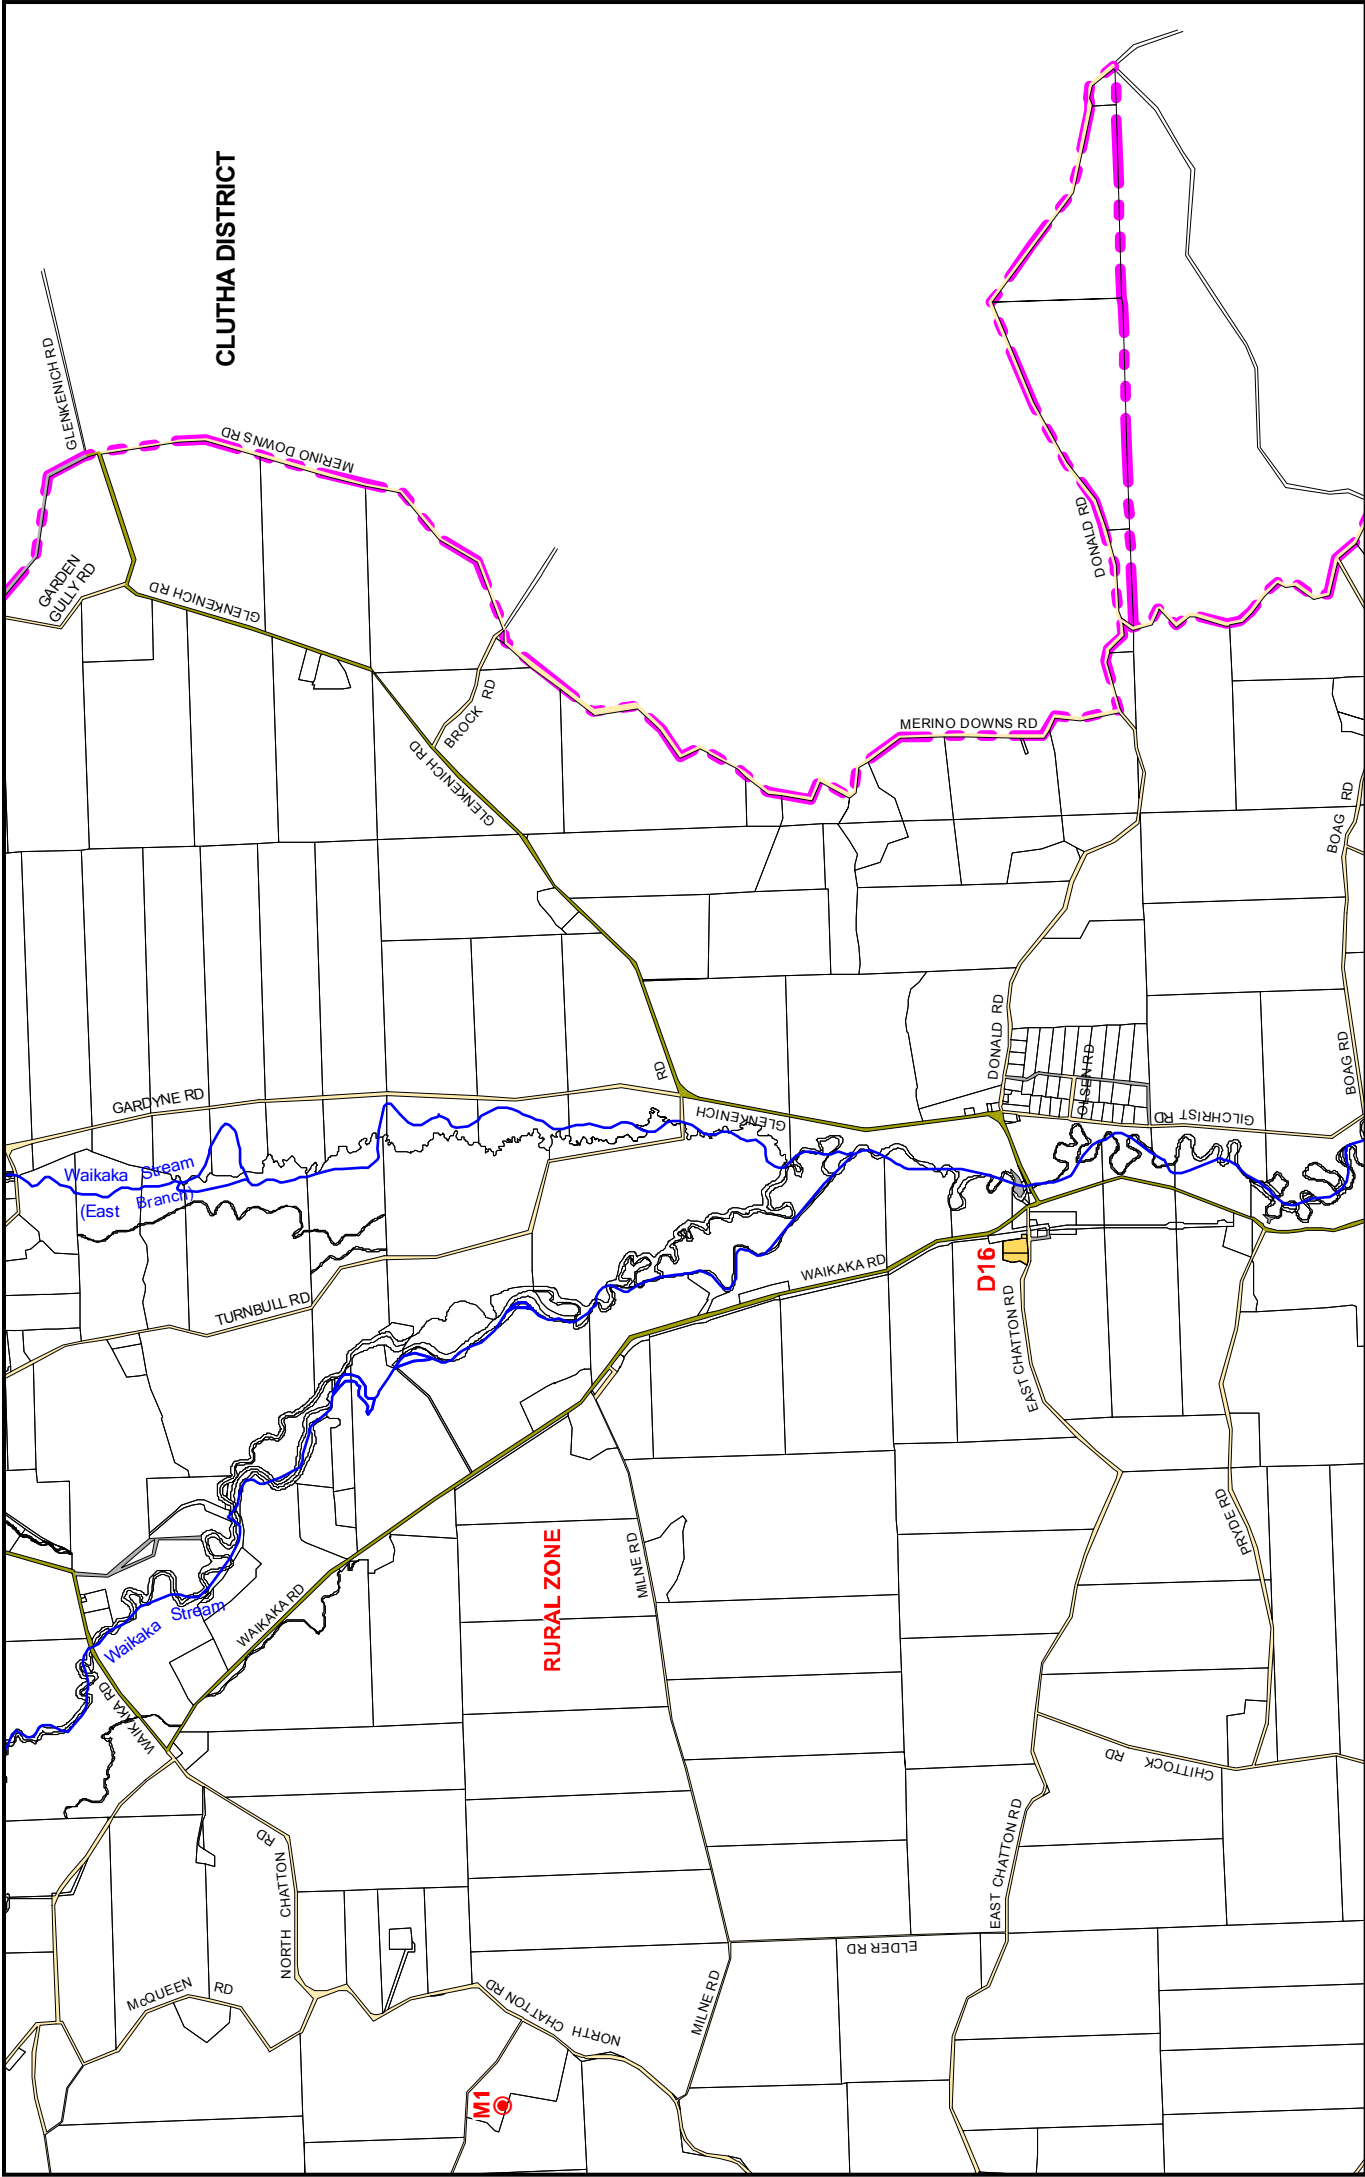 CLUTHA DISTRICT
GLENKENICH RD
MERINO DOWNS RD
GARDEN
GULLY RD
GLENKENICH RD
BROCK RD
GLENKENICH RD
DONALD RD
MERINO DOWNS RD
BOAG RD
GARDYNE RD
RD
GLENKENICH
DONALD RD
OLSEN RD
GILCHRIST RD
BOAG RD
Waikaka Stream
(East Branch)
TURNBULL RD
WAIKAKA RD
D16
EAST CHATTON RD
PRYDE RD
MILNE RD
RURAL ZONE
Waikaka Stream
WAIKAKA RD
WAIKAKA RD
CHITTOCK RD
NORTH CHATTON RD
EAST CHATTON RD
ELDER RD
McQUEEN RD
NORTH CHATTON RD
MILNE RD
M1